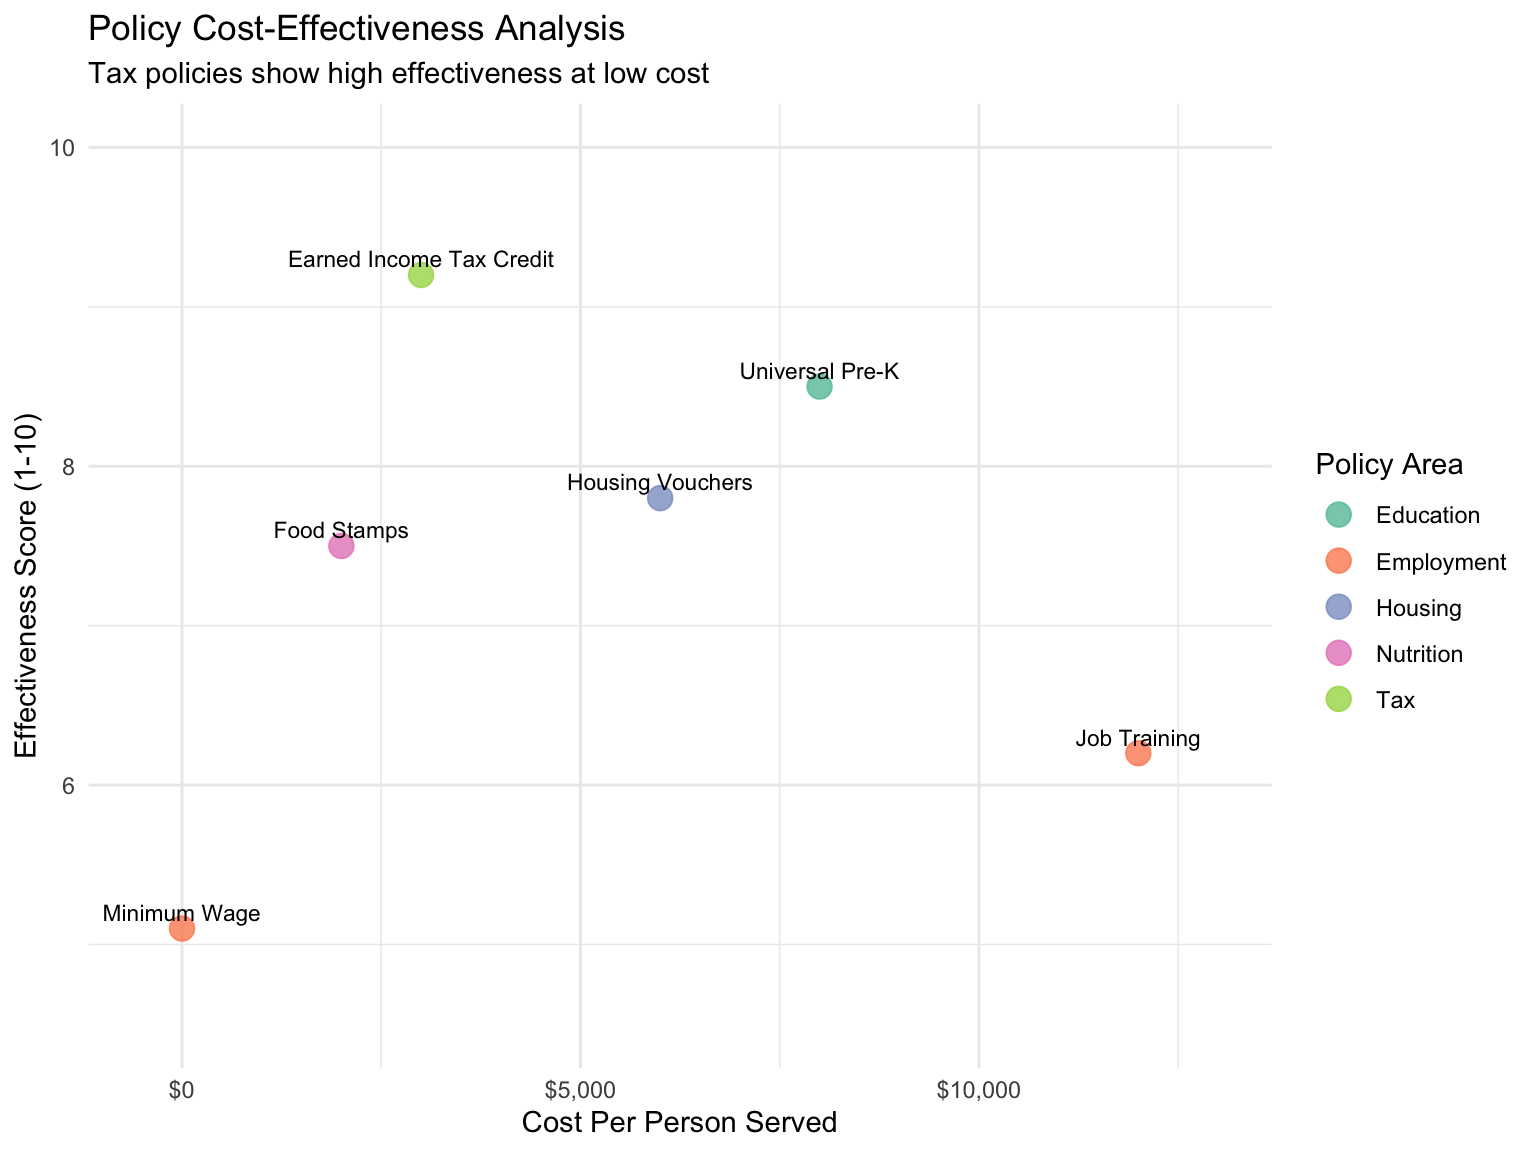 Policy Cost-Effectiveness Analysis
Tax policies show high effectiveness at low cost
Effectiveness Score (1-10)
10
8
6
Earned Income Tax Credit
Universal Pre-K
Housing Vouchers
Food Stamps
Job Training
Minimum Wage
$0
$5,000
$10,000
Cost Per Person Served
Policy Area
Education
Employment
Housing
Nutrition
Tax